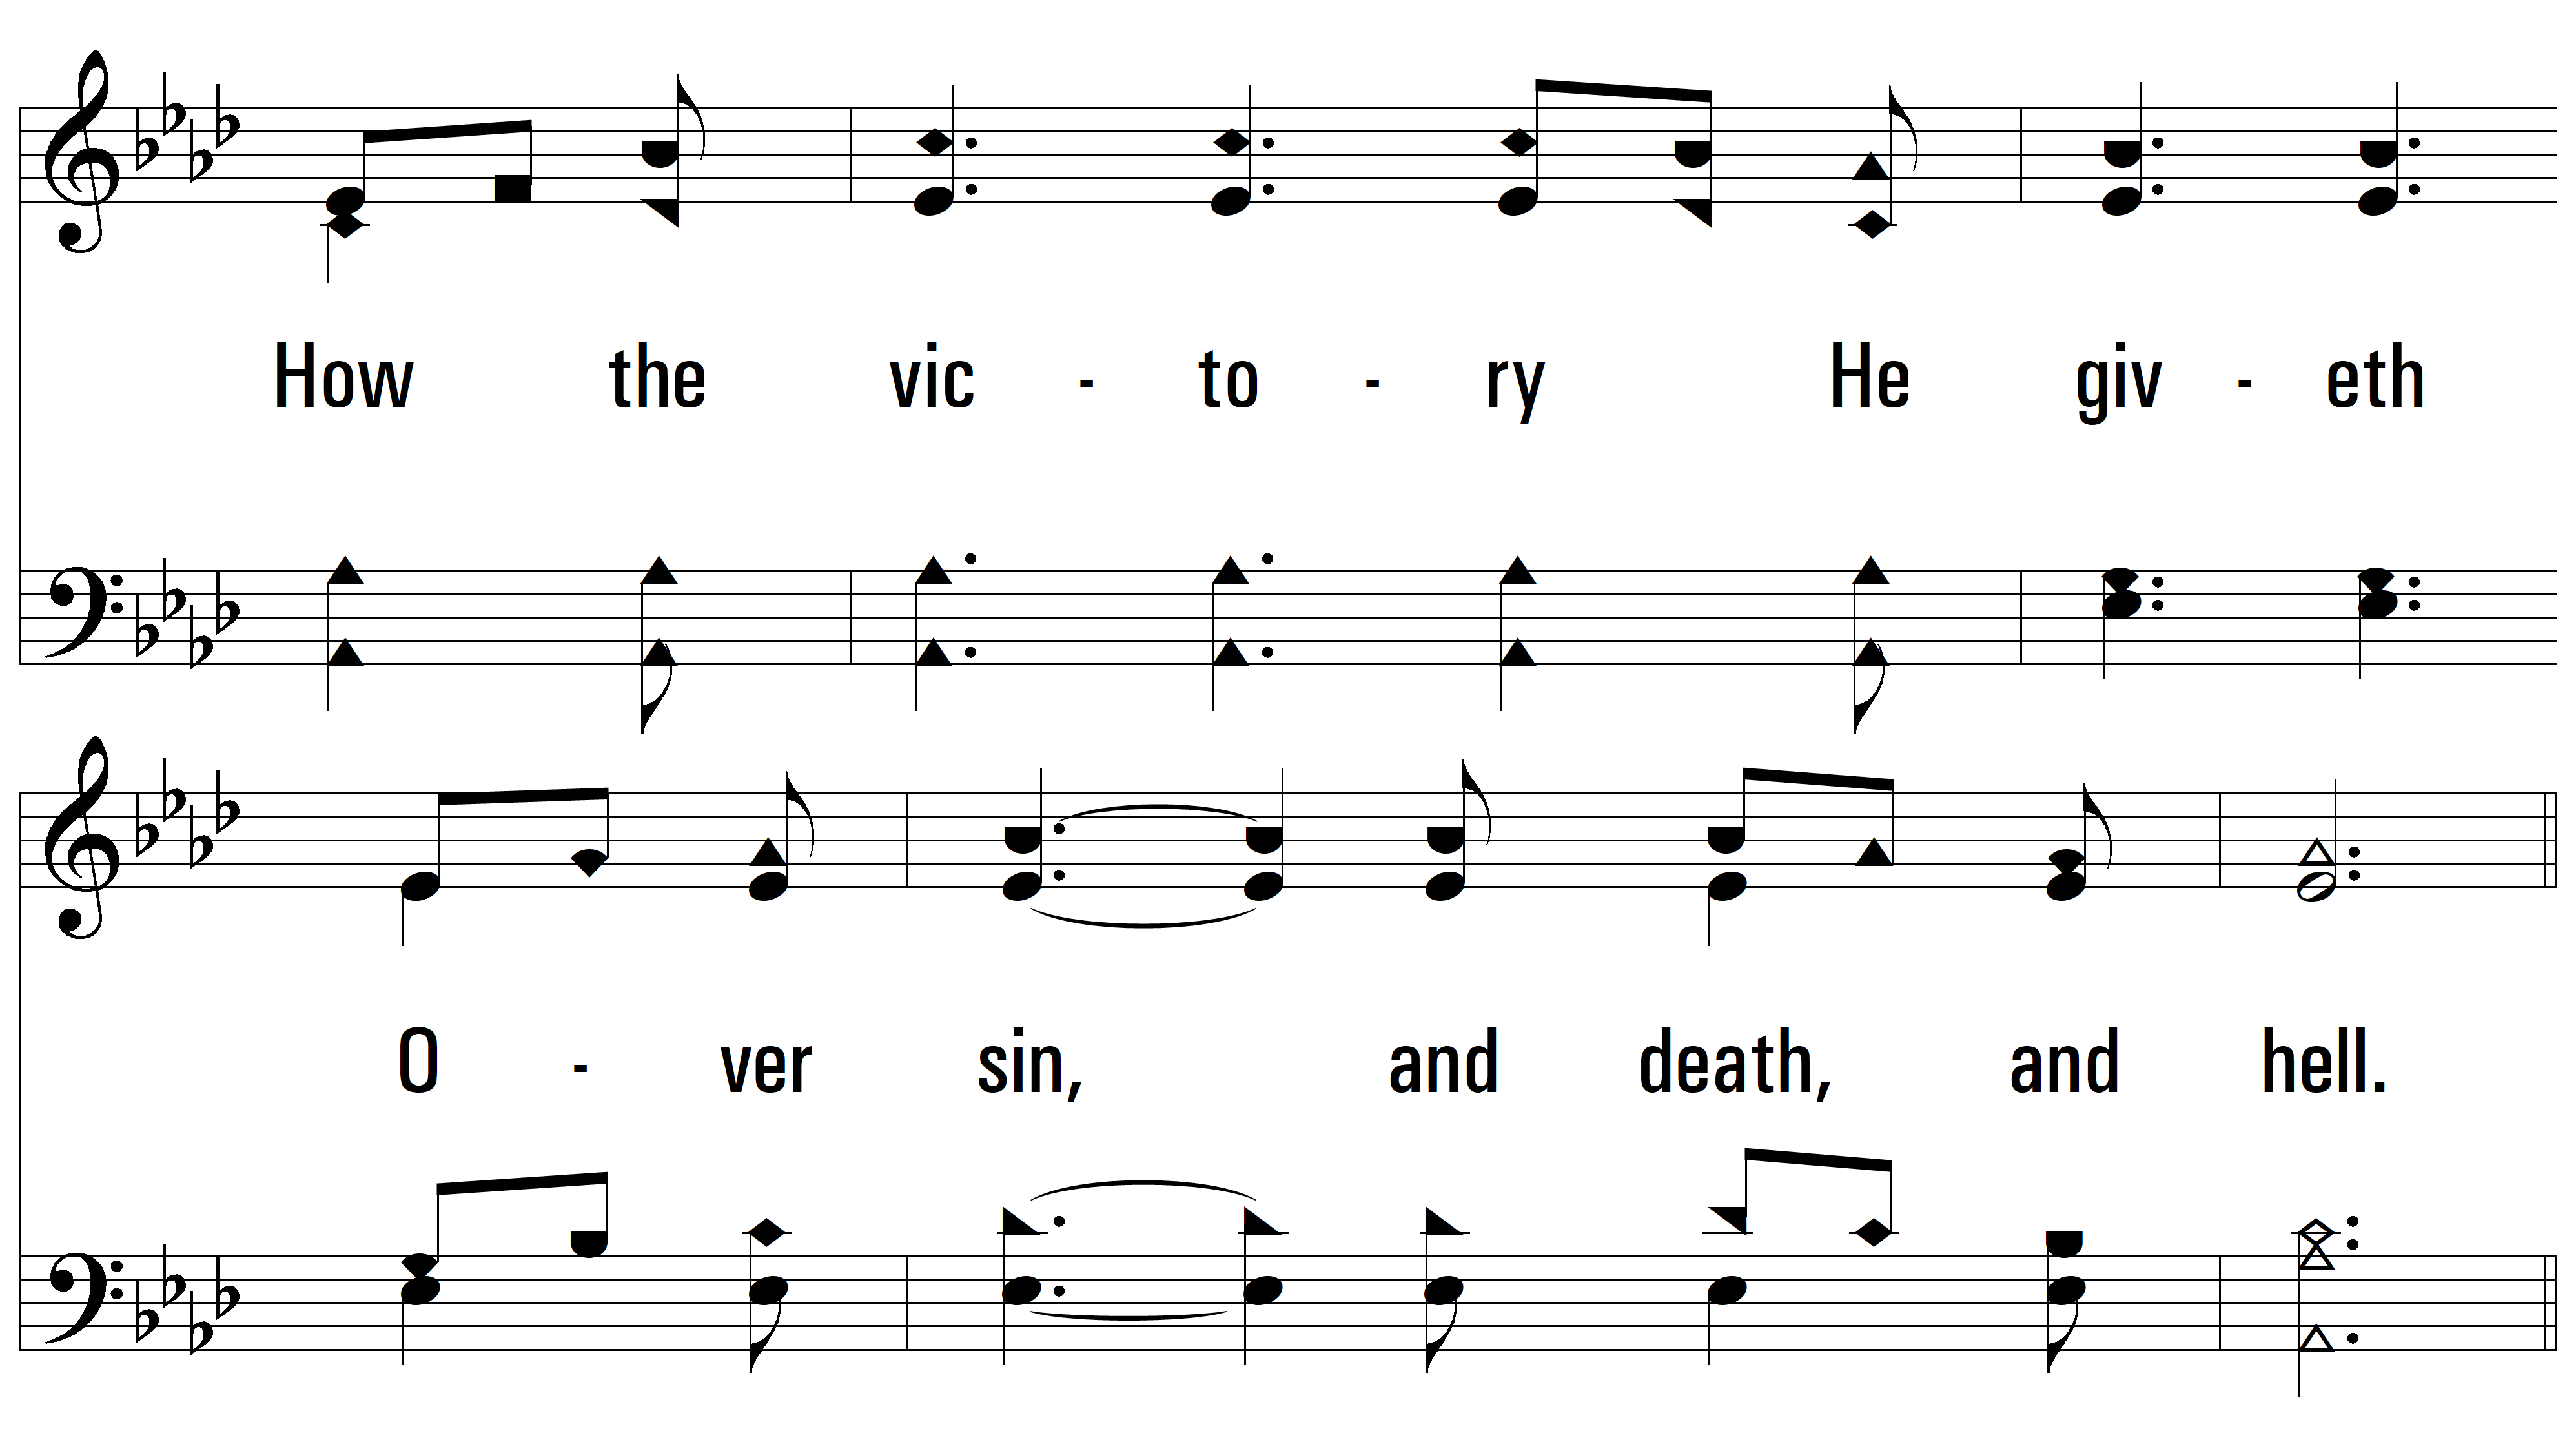 How the vic - to - ry He giv - eth
O - ver sin, and death, and hell.